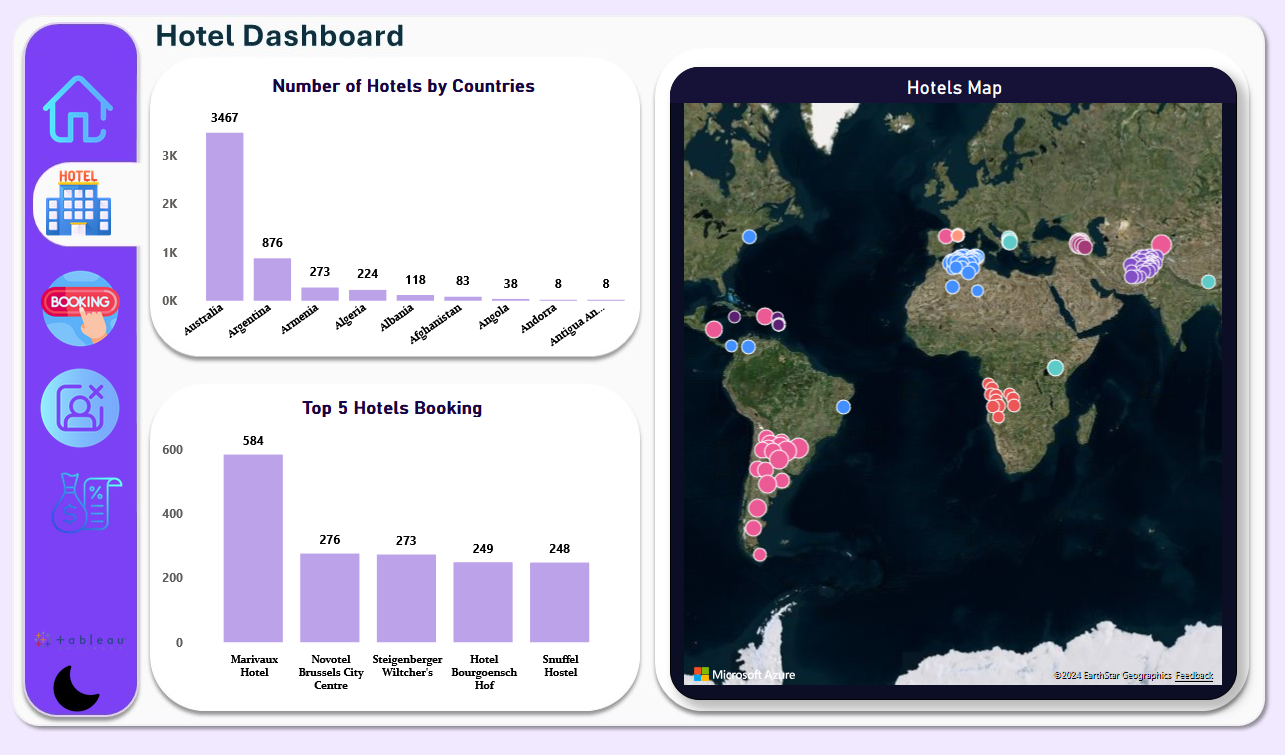 Hotel Dashboard
HOTEL
BOOKING
%
$
tableau
Number of Hotels by Countries
3K
2K
1K
0K
3467
876
273
224
118
83
38
8
8
Australia
Argentina
Armenia
Algeria
Albania
Afghanistan
Angola
Andorra
Antigua An...
Top 5 Hotels Booking
600
400
200
0
584
276
273
249
248
Marivaux
Hotel
Novotel
Brussels City
Centre
Steigenberger
Wiltcher's
Hotel
Bourgoensch
Hof
Snuffel
Hostel
Hotels Map
Microsoft Azure
©2024 EarthStar Geographics Feedback